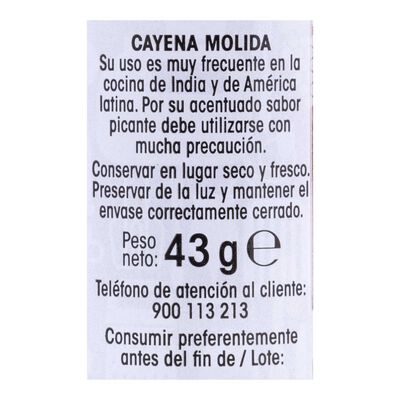 CAYENA MOLIDA
Su uso es muy frecuente en la
cocina de India y de América
latina. Por su acentuado sabor
picante debe utilizarse con
mucha precaución.
Conservar en lugar seco y fresco.
Preservar de la luz y mantener el
envase correctamente cerrado.
Peso
neto: 43 g ℮
Teléfono de atención al cliente:
900 113 213
Consumir preferentemente
antes del fin de / Lote: